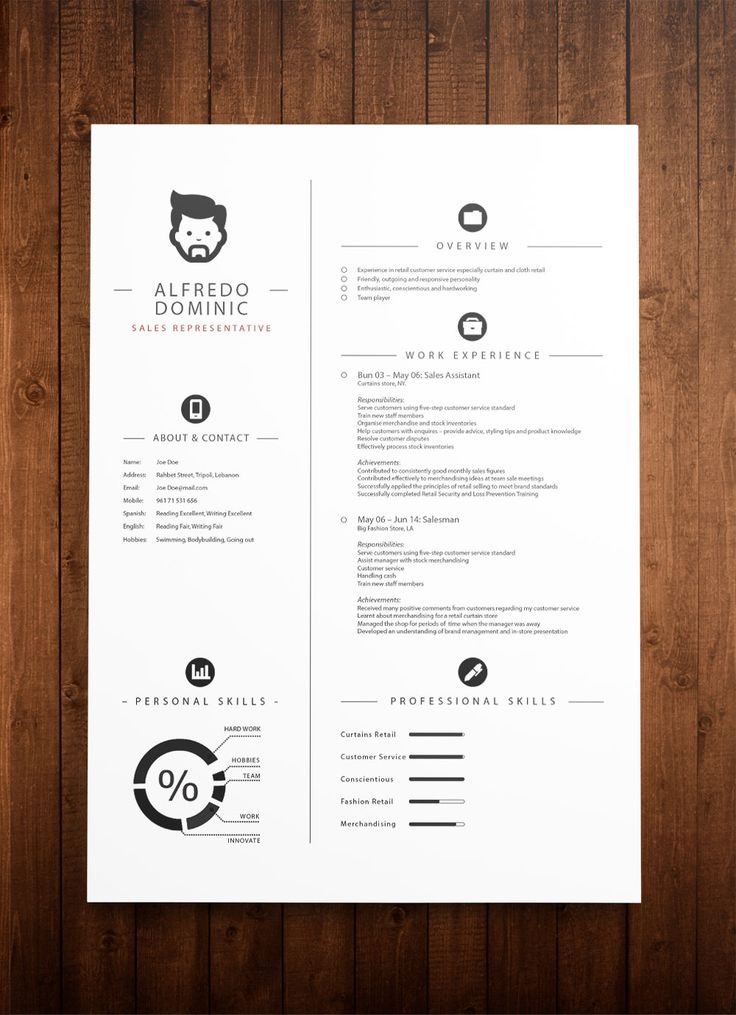 ALFREDO
DOMINIC
SALES REPRESENTATIVE
ABOUT & CONTACT
Name: Joe Doe
Address: Rahbet Street, Tripoli, Lebanon
Email: Joe Doe@mail.com
Mobile: 961 71 531 656
Spanish: Reading Excellent, Writing Excellent
English: Reading Fair, Writing Fair
Hobbies: Swimming, Bodybuilding, Going out
PERSONAL SKILLS
HARD WORK
HOBBIES
TEAM
%
WORK
INNOVATE
OVERVIEW
Experience in retail customer service especially curtain and cloth retail
Friendly, outgoing and responsive personality
Enthusiastic, conscientious and hardworking
Team player
WORK EXPERIENCE
Bun 03 – May 06: Sales Assistant
Curtains store, NY.
Responsibilities:
Serve customers using five-step customer service standard
Train new staff members
Organise merchandise and stock inventories
Help customers with enquires – provide advice, styling tips and product knowledge
Resolve customer disputes
Effectively process stock inventories
Achievements:
Contributed to consistently good monthly sales figures
Contributed effectively to merchandising ideas at team sale meetings
Successfully applied the principles of retail selling to meet brand standards
Successfully completed Retail Security and Loss Prevention Training
May 06 – Jun 14: Salesman
Big Fashion Store, LA
Responsibilities:
Serve customers using five-step customer service standard
Assist manager with stock merchandising
Customer service
Handling cash
Train new staff members
Achievements:
Received many positive comments from customers regarding my customer service
Learnt about merchandising for a retail curtain store
Managed the shop for periods of time when the manager was away
Developed an understanding of brand management and in-store presentation
PROFESSIONAL SKILLS
Curtains Retail
Customer Service
Conscientious
Fashion Retail
Merchandising